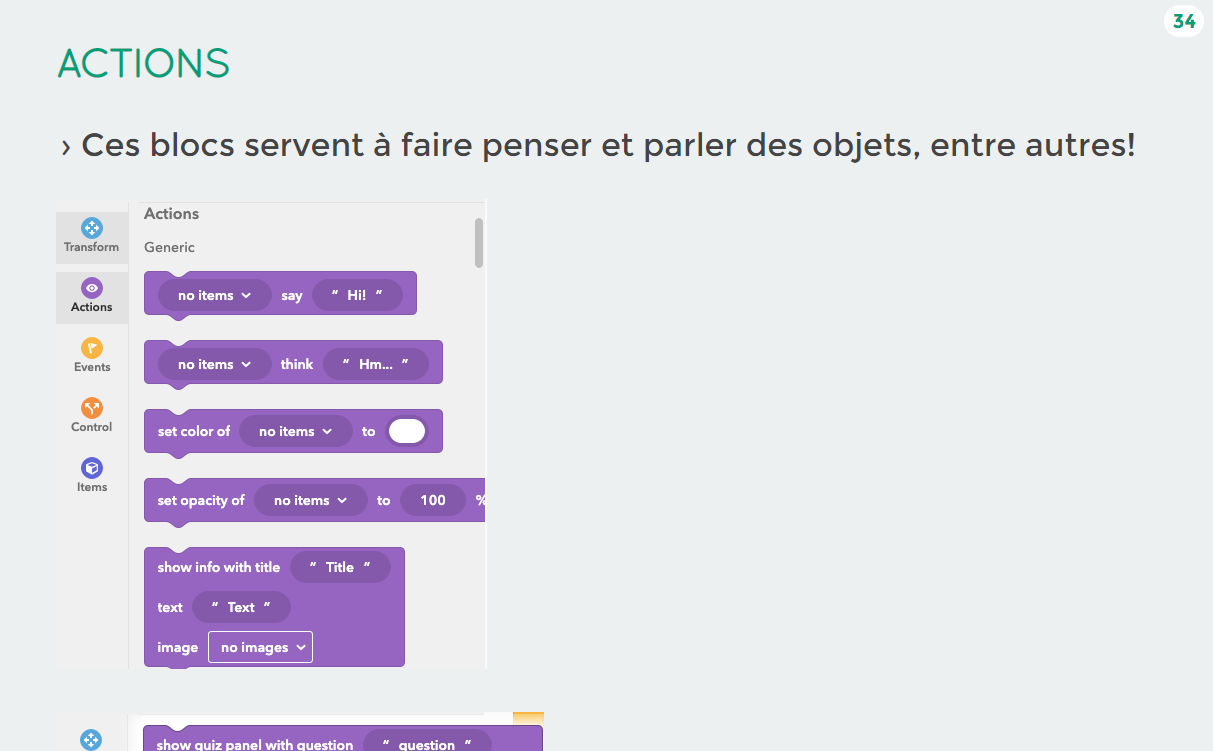 34
ACTIONS
› Ces blocs servent à faire penser et parler des objets, entre autres!
Transform
Actions
Events
Control
Items
Actions
Generic
no items say “ Hi! ”
no items think “ Hm... ”
set color of no items to
set opacity of no items to 100 %
show info with title “ Title ”
text “ Text ”
image no images
show quiz panel with question “ question ”